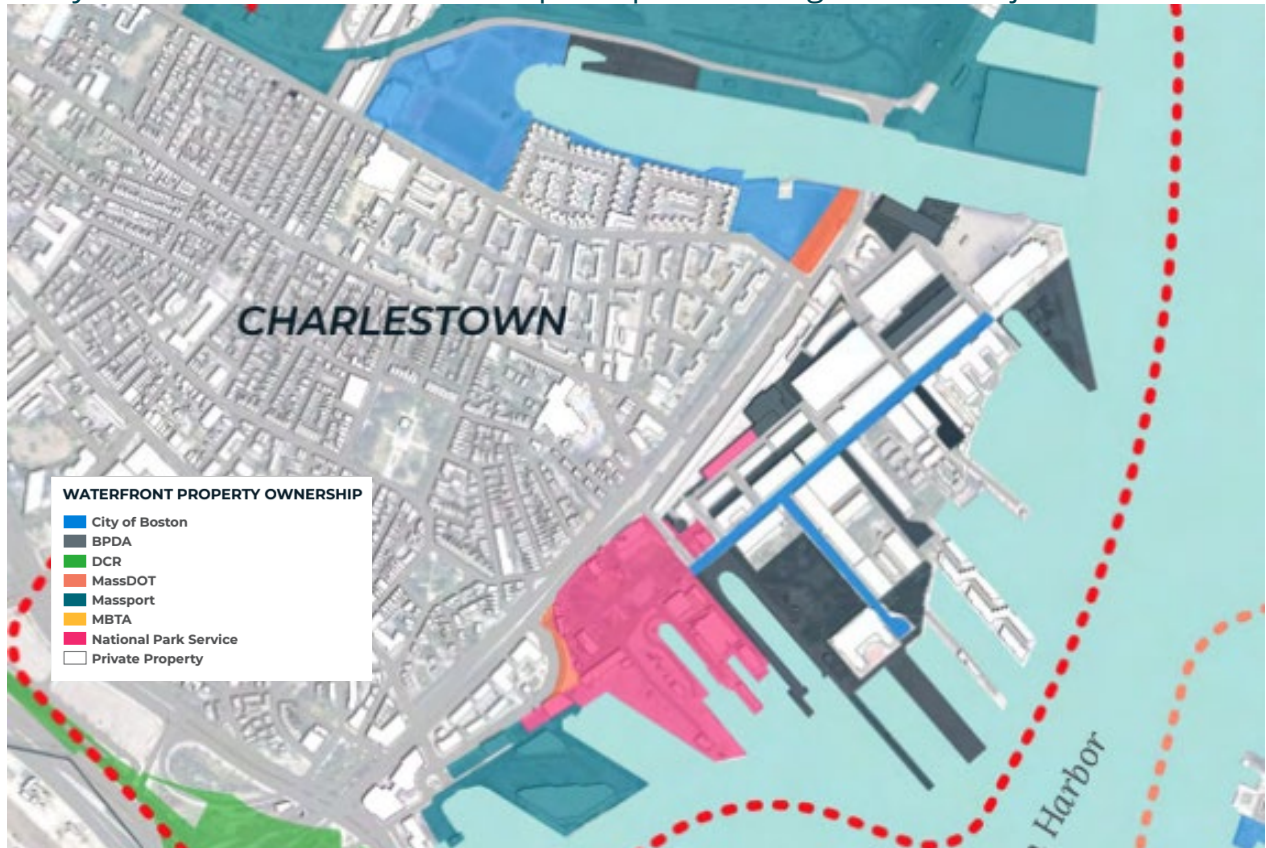 CHARLESTOWN
WATERFRONT PROPERTY OWNERSHIP
City of Boston
BPDA
DCR
MassDOT
Massport
MBTA
National Park Service
Private Property
Harbor